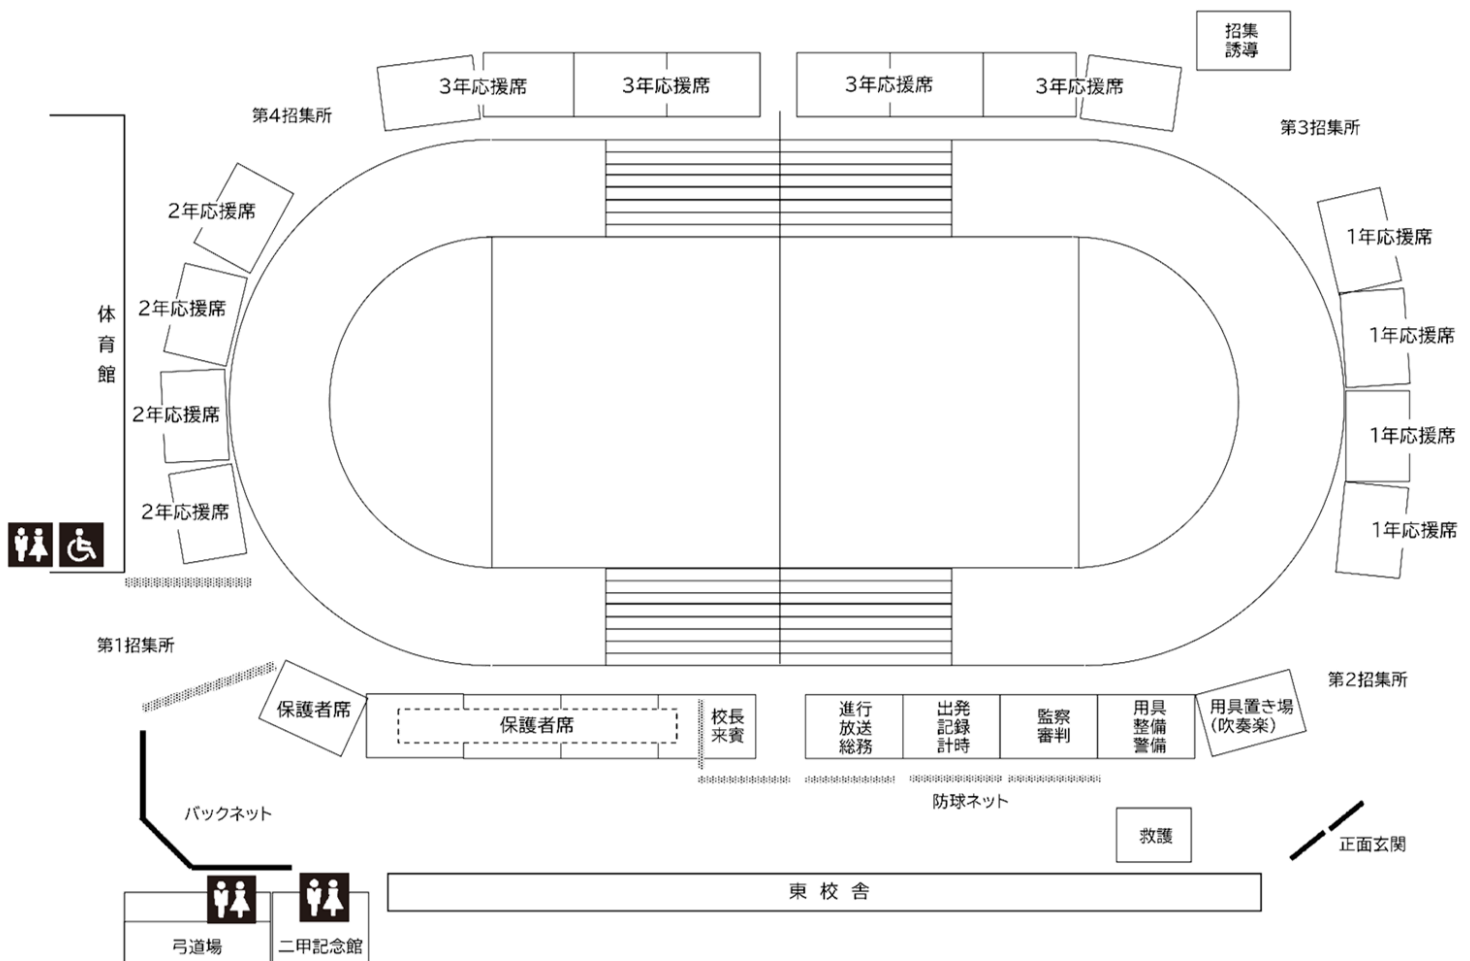 招集
誘導
3年応援席
3年応援席
3年応援席
3年応援席
第4招集所
第3招集所
2年応援席
1年応援席
2年応援席
1年応援席
体育館
2年応援席
1年応援席
2年応援席
1年応援席
第1招集所
第2招集所
保護者席
保護者席
校長
来賓
進行
放送
総務
出発
記録
計時
監察
審判
用具
整備
警備
用具置き場
(吹奏楽)
防球ネット
バックネット
救護
正面玄関
東校舎
弓道場
二甲記念館